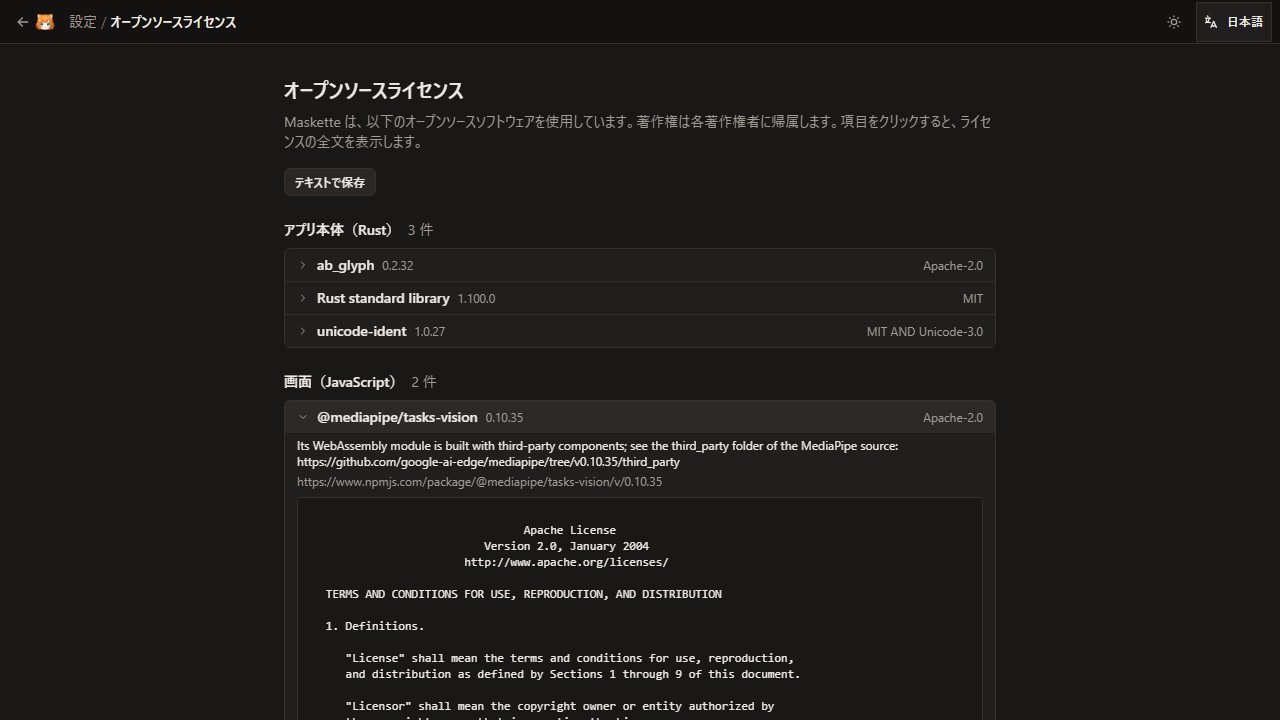 設定 / オープンソースライセンス
日本語
オープンソースライセンス
Maskette は、以下のオープンソースソフトウェアを使用しています。著作権は各著作権者に帰属します。項目をクリックすると、ライセ
ンスの全文を表示します。
テキストで保存
アプリ本体（Rust） 3 件
ab_glyph 0.2.32 Apache-2.0
Rust standard library 1.100.0 MIT
unicode-ident 1.0.27 MIT AND Unicode-3.0
画面（JavaScript） 2 件
@mediapipe/tasks-vision 0.10.35 Apache-2.0
Its WebAssembly module is built with third-party components; see the third_party folder of the MediaPipe source:
https://github.com/google-ai-edge/mediapipe/tree/v0.10.35/third_party
https://www.npmjs.com/package/@mediapipe/tasks-vision/v/0.10.35
Apache License
Version 2.0, January 2004
http://www.apache.org/licenses/
TERMS AND CONDITIONS FOR USE, REPRODUCTION, AND DISTRIBUTION
1. Definitions.
"License" shall mean the terms and conditions for use, reproduction,
and distribution as defined by Sections 1 through 9 of this document.
"Licensor" shall mean the copyright owner or entity authorized by